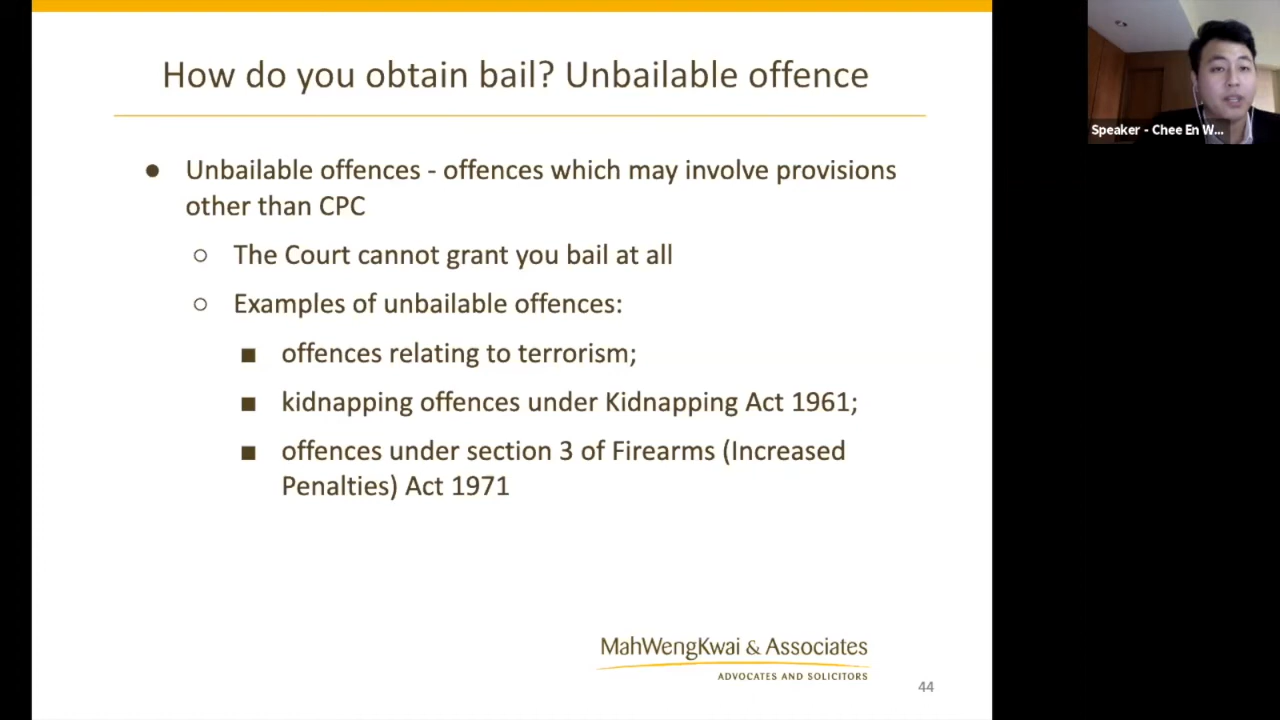 How do you obtain bail? Unbailable offence
Speaker - Chee En W...
● Unbailable offences - offences which may involve provisions
other than CPC
○ The Court cannot grant you bail at all
○ Examples of unbailable offences:
■ offences relating to terrorism;
■ kidnapping offences under Kidnapping Act 1961;
■ offences under section 3 of Firearms (Increased
Penalties) Act 1971
MahWengKwai & Associates
ADVOCATES AND SOLICITORS
44